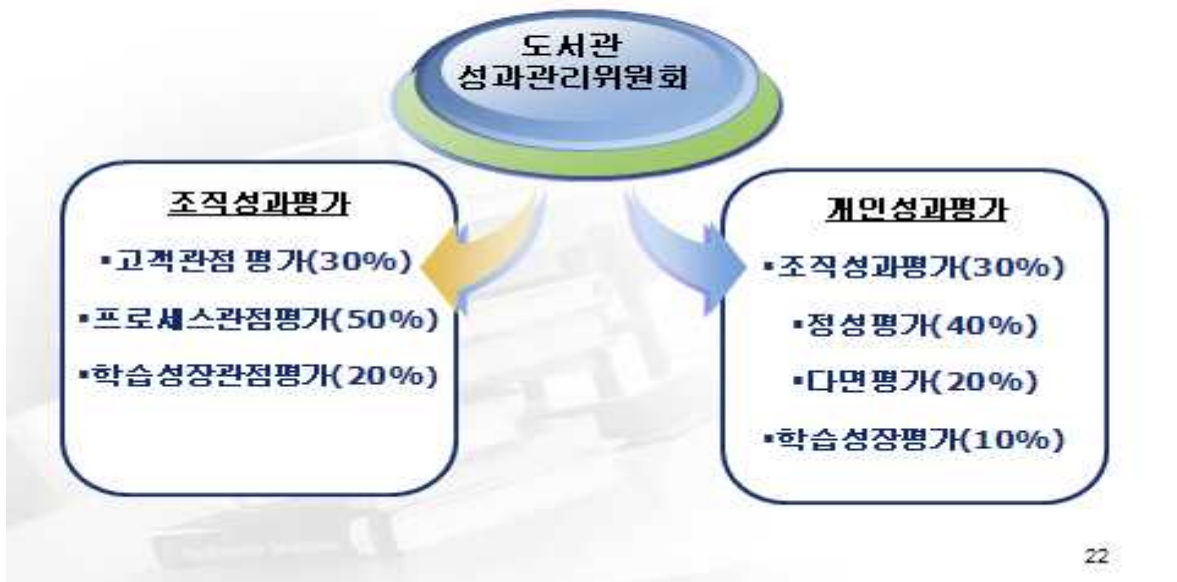 도서관
성과관리위원회
조직성과평가
▪고객관점 평가(30%)
▪프로세스관점평가(50%)
▪학습성장관점평가(20%)
개인성과평가
▪조직성과평가(30%)
▪정성평가(40%)
▪다면평가(20%)
▪학습성장평가(10%)
22